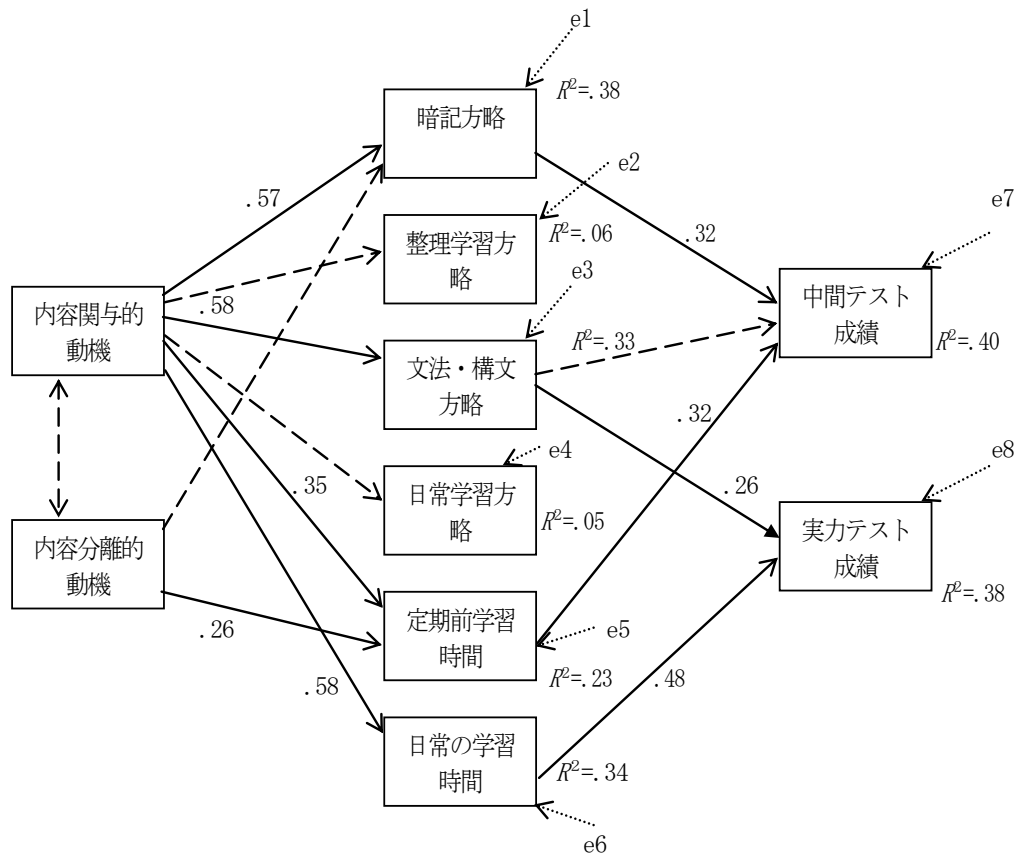 e1
R²=.38
暗記方略
e2
.57
e7
整理学習方
略
R²=.06
.32
e3
内容関与的
動機
.58
中間テスト
成績
R²=.33
R²=.40
文法・構文
方略
.32
e4
e8
.35
日常学習方
略
.26
R²=.05
内容分離的
動機
実力テスト
成績
R²=.38
定期前学習
時間
e5
.26
R²=.23
.58
.48
日常の学習
時間
R²=.34
e6